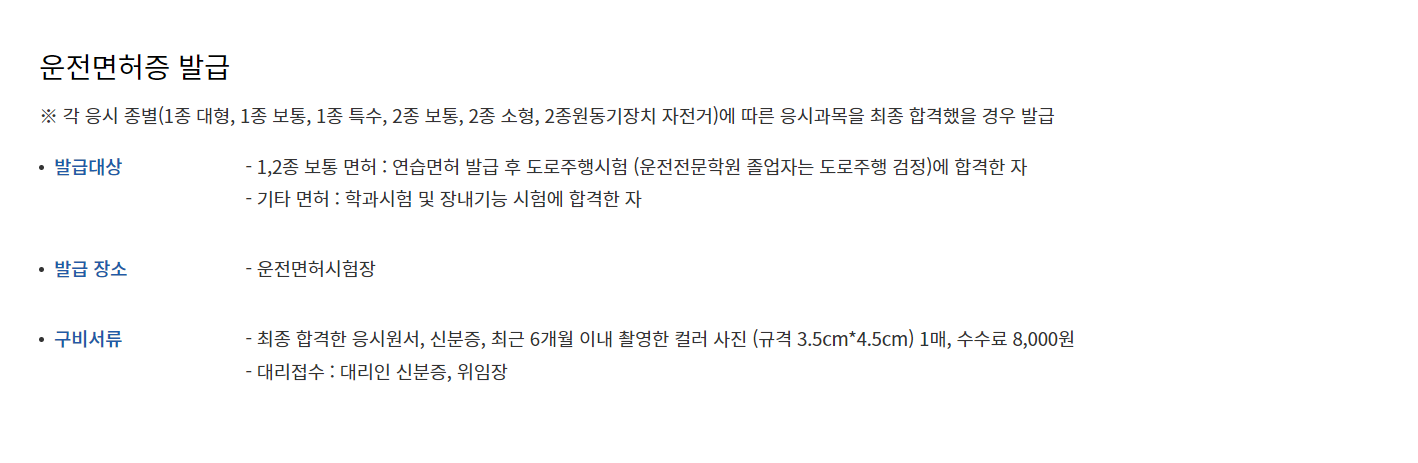 운전면허증 발급
※ 각 응시 종별(1종 대형, 1종 보통, 1종 특수, 2종 보통, 2종 소형, 2종원동기장치 자전거)에 따른 응시과목을 최종 합격했을 경우 발급
• 발급대상 - 1,2종 보통 면허 : 연습면허 발급 후 도로주행시험 (운전전문학원 졸업자는 도로주행 검정)에 합격한 자
- 기타 면허 : 학과시험 및 장내기능 시험에 합격한 자
• 발급 장소 - 운전면허시험장
• 구비서류 - 최종 합격한 응시원서, 신분증, 최근 6개월 이내 촬영한 컬러 사진 (규격 3.5cm*4.5cm) 1매, 수수료 8,000원
- 대리접수 : 대리인 신분증, 위임장